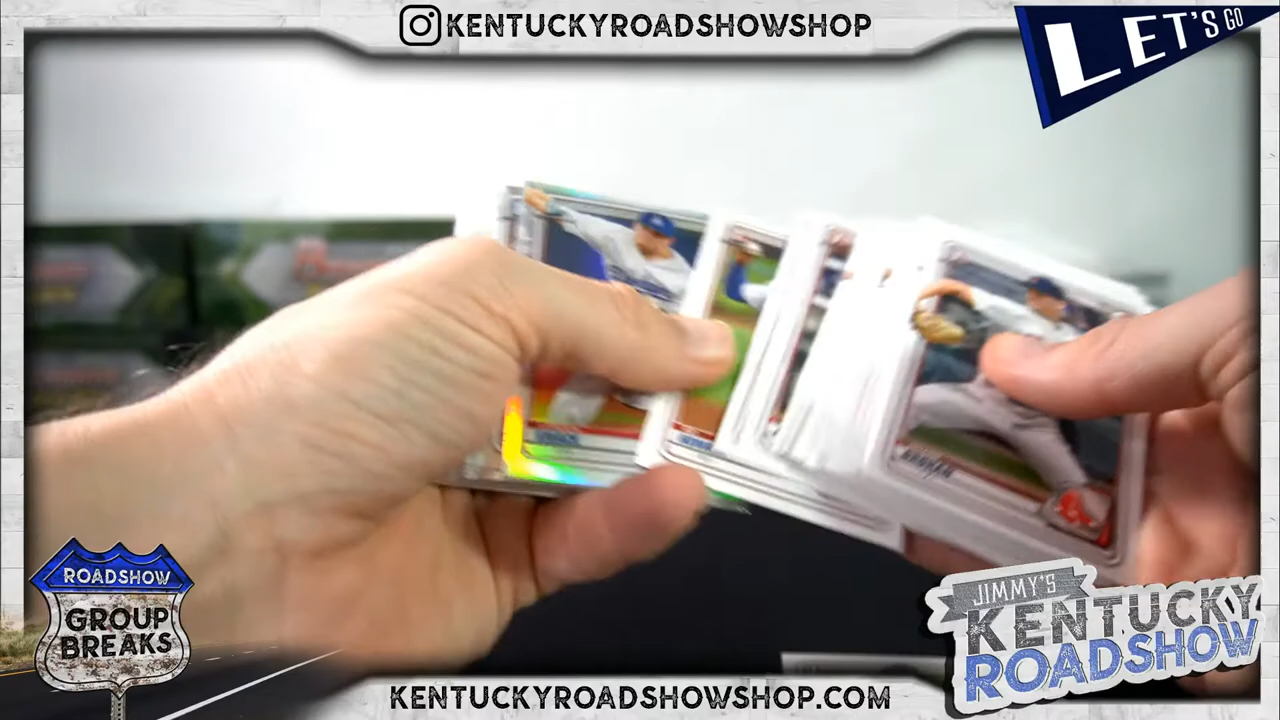 KENTUCKYROADSHOWSHOP
LET'S GO
ROADSHOW
GROUP
BREAKS
JIMMY'S
KENTUCKY
ROADSHOW
KENTUCKYROADSHOWSHOP.COM